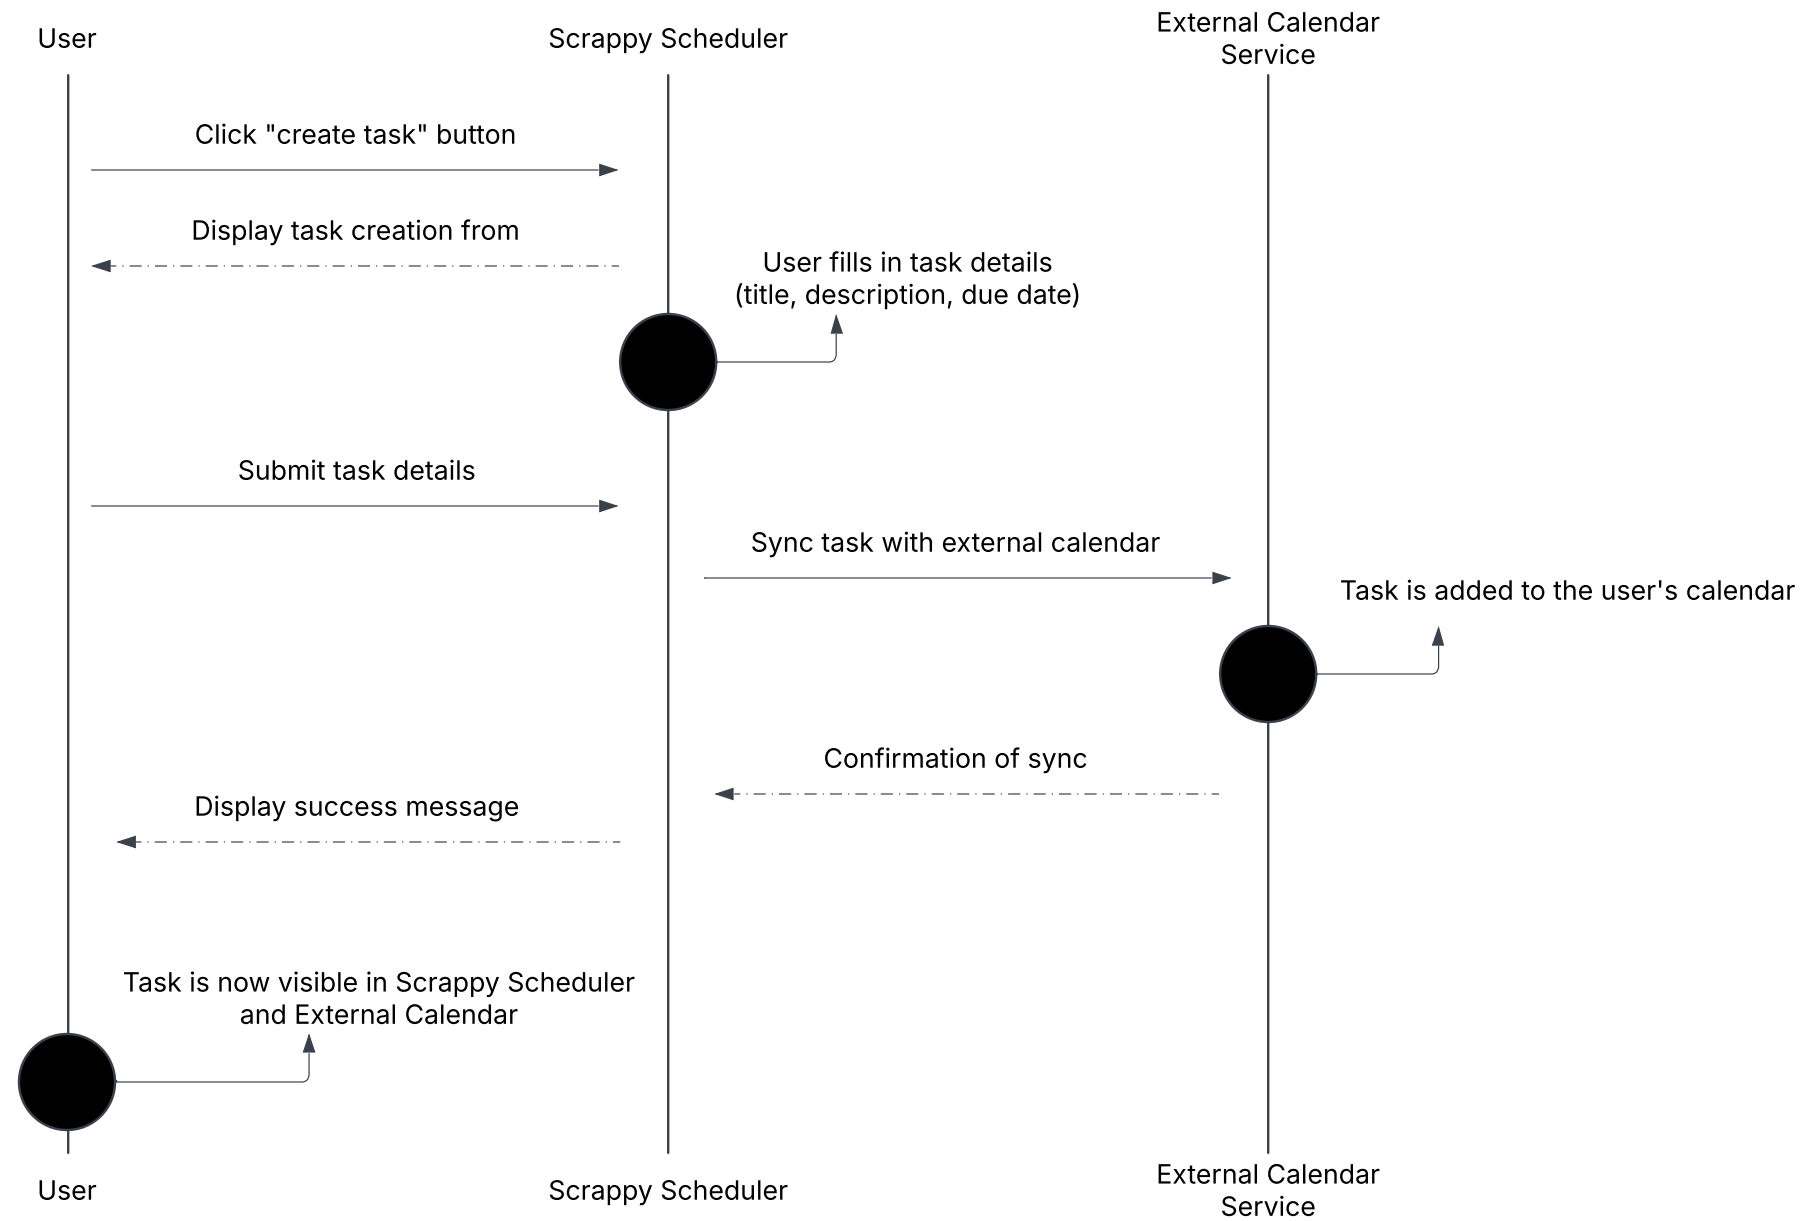 User
Scrappy Scheduler
External Calendar
Service
Click "create task" button
Display task creation from
User fills in task details
(title, description, due date)
Submit task details
Sync task with external calendar
Task is added to the user's calendar
Confirmation of sync
Display success message
Task is now visible in Scrappy Scheduler
and External Calendar
User
Scrappy Scheduler
External Calendar
Service